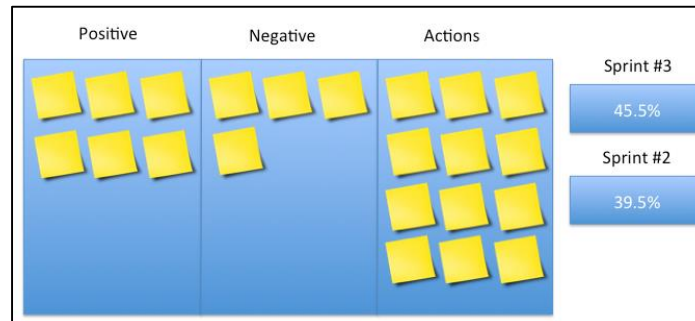 Positive
Negative
Actions
Sprint #3
45.5%
Sprint #2
39.5%